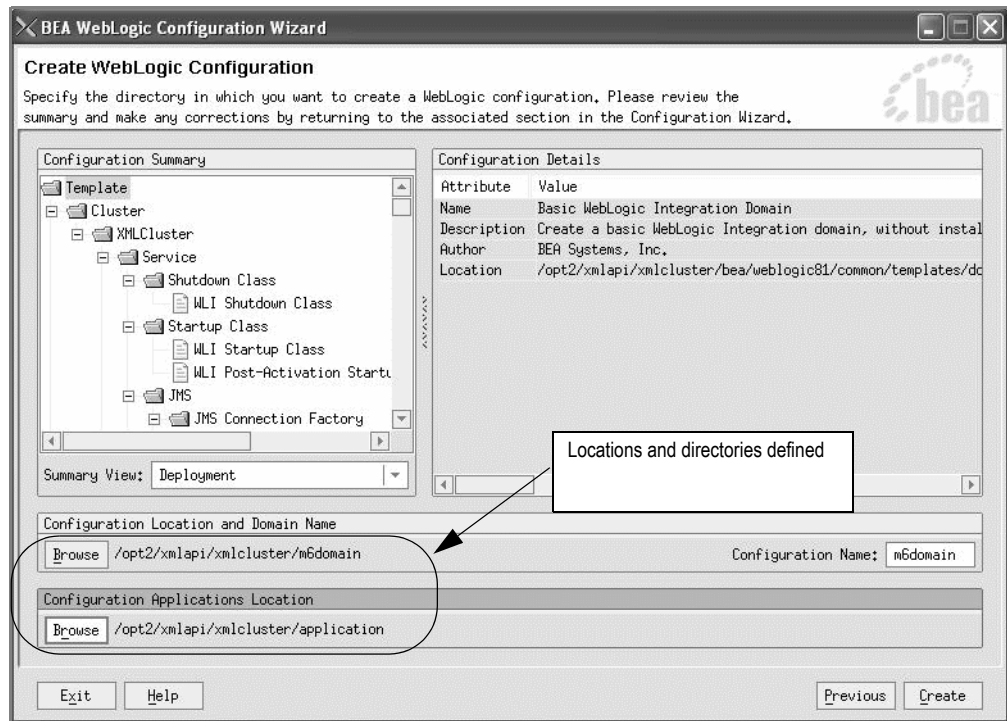 BEA WebLogic Configuration Wizard
Create WebLogic Configuration
Specify the directory in which you want to create a WebLogic configuration. Please review the
summary and make any corrections by returning to the associated section in the Configuration Wizard.
bea
Configuration Summary
Template
Cluster
XMLCluster
Service
Shutdown Class
WLI Shutdown Class
Startup Class
WLI Startup Class
WLI Post-Activation Startu
JMS
JMS Connection Factory
Summary View: Deployment
Configuration Details
Attribute Value
Name Basic WebLogic Integration Domain
Description Create a basic WebLogic Integration domain, without instal
Author BEA Systems, Inc.
Location /opt2/xmlapi/xmlcluster/bea/weblogic81/common/templates/do
Locations and directories defined
Configuration Location and Domain Name
Browse /opt2/xmlapi/xmlcluster/m6domain Configuration Name: m6domain
Configuration Applications Location
Browse /opt2/xmlapi/xmlcluster/application
Exit Help Previous Create